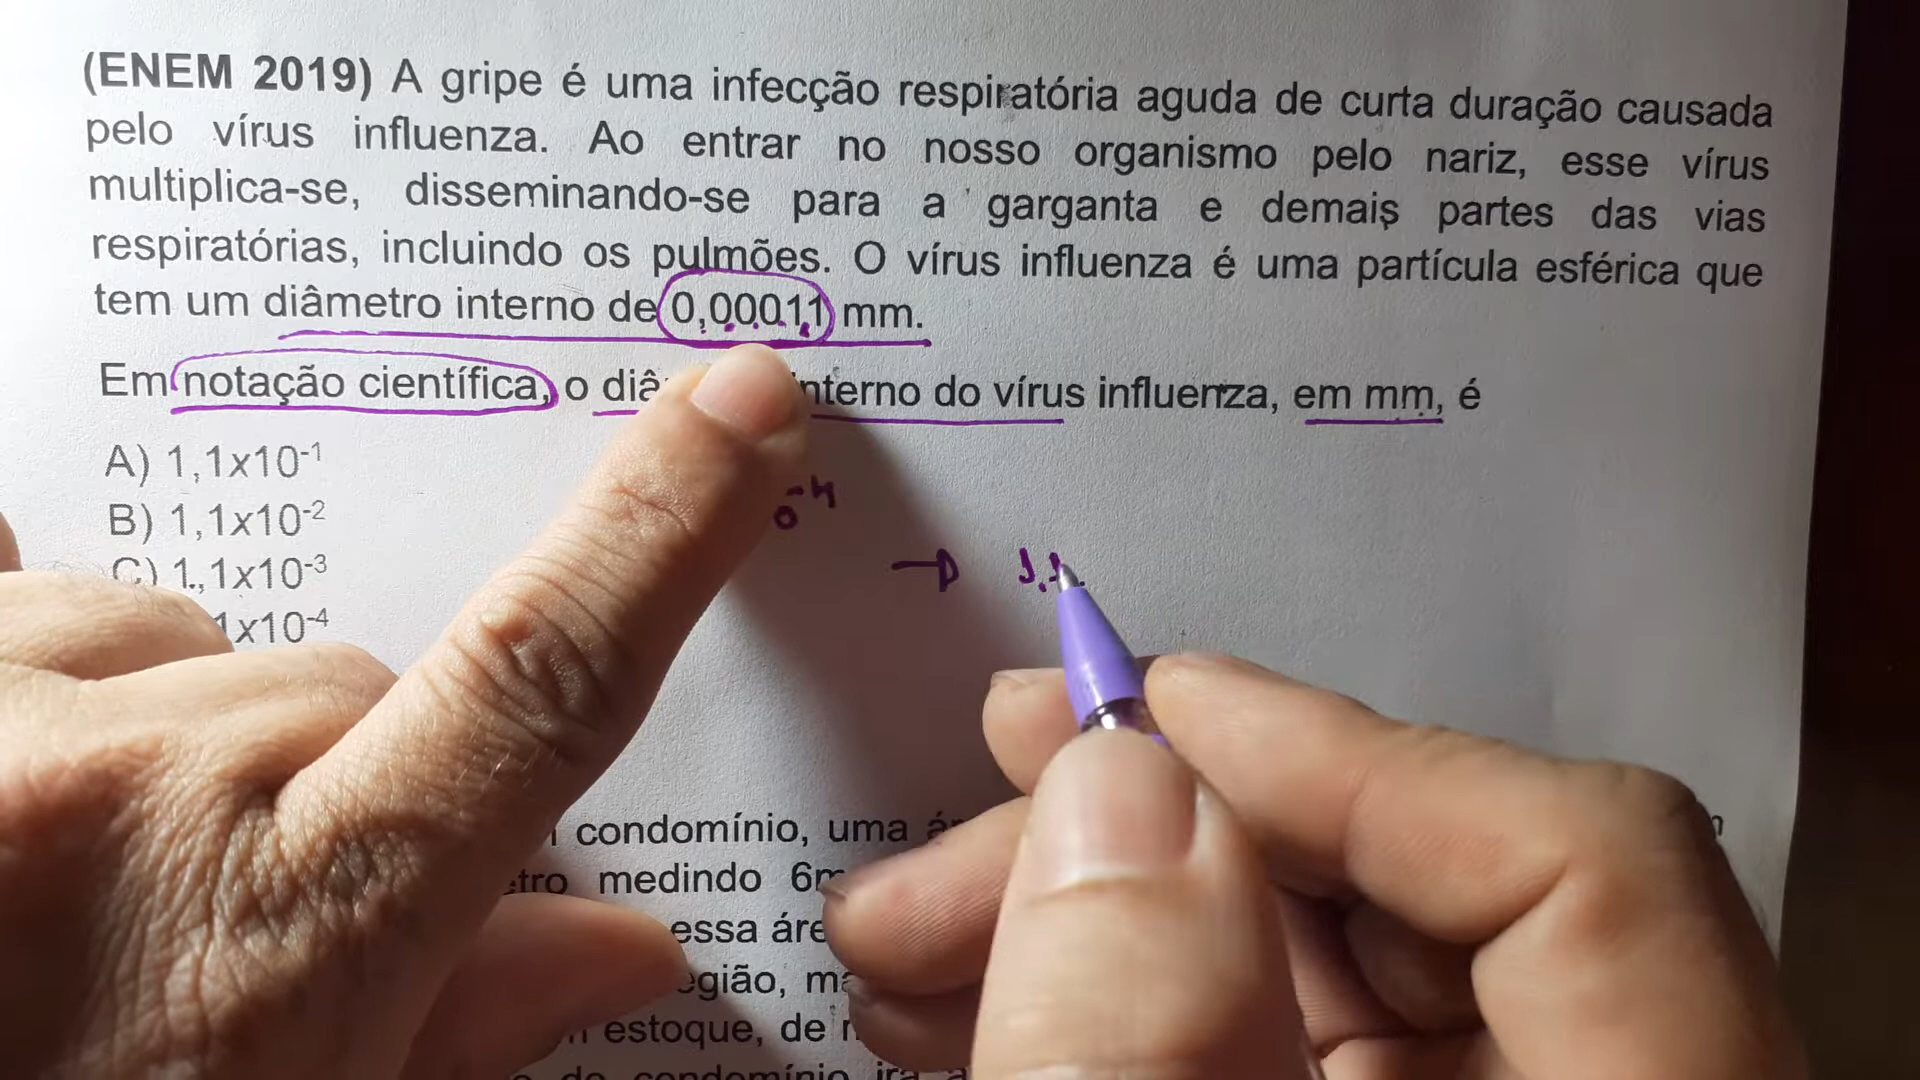 (ENEM 2019) A gripe é uma infecção respiratória aguda de curta duração causada
pelo vírus influenza. Ao entrar no nosso organismo pelo nariz, esse vírus
multiplica-se, disseminando-se para a garganta e demais partes das vias
respiratórias, incluindo os pulmões. O vírus influenza é uma partícula esférica que
tem um diâmetro interno de 0,00011 mm.
Em notação científica, o diâ interno do vírus influenza, em mm, é
A) 1,1x10⁻¹
B) 1,1x10⁻²
C) 1,1x10⁻³
1x10⁻⁴
condomínio, uma
medindo 6m
essa áre
estoque, de
do condomínio irá a